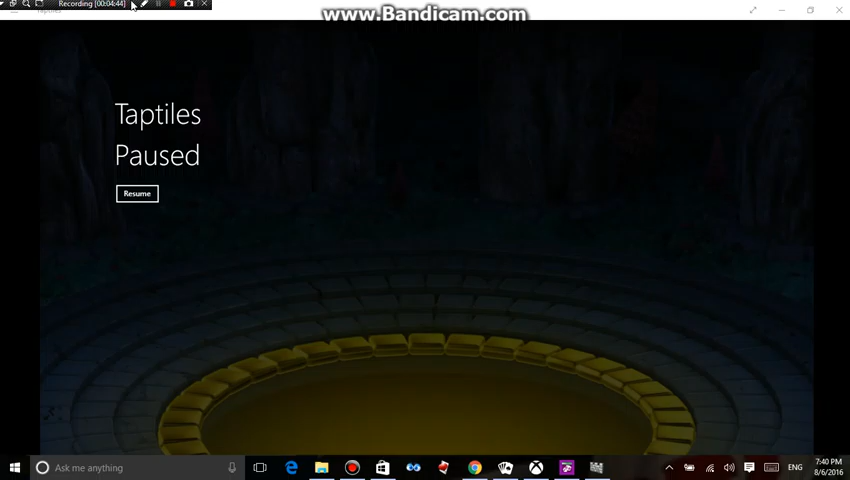 Recording [00:04:44]
www.Bandicam.com
Taptiles
Taptiles
Paused
Resume
Ask me anything
ENG
7:40 PM
8/6/2016